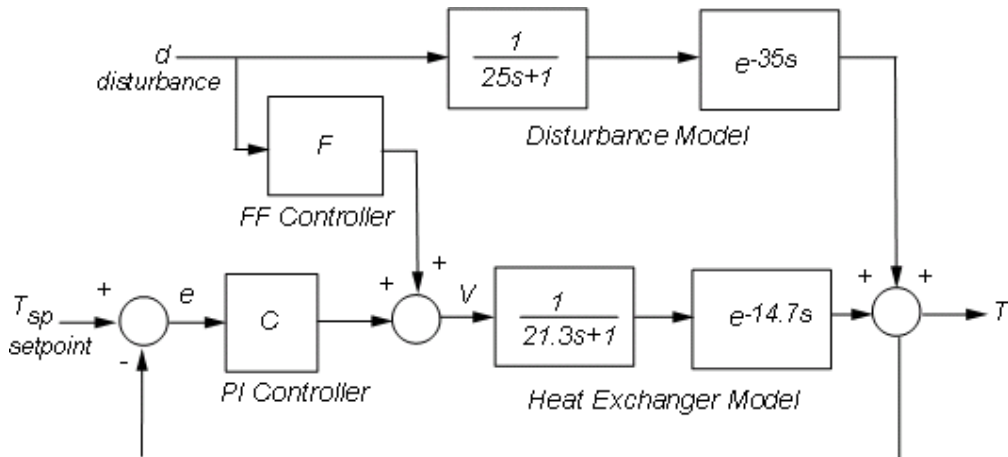 d
disturbance
1
25s+1
e-35s
Disturbance Model
F
FF Controller
+
+
Tsp
setpoint
+
-
e
C
PI Controller
V
1
21.3s+1
e-14.7s
Heat Exchanger Model
+
+
T